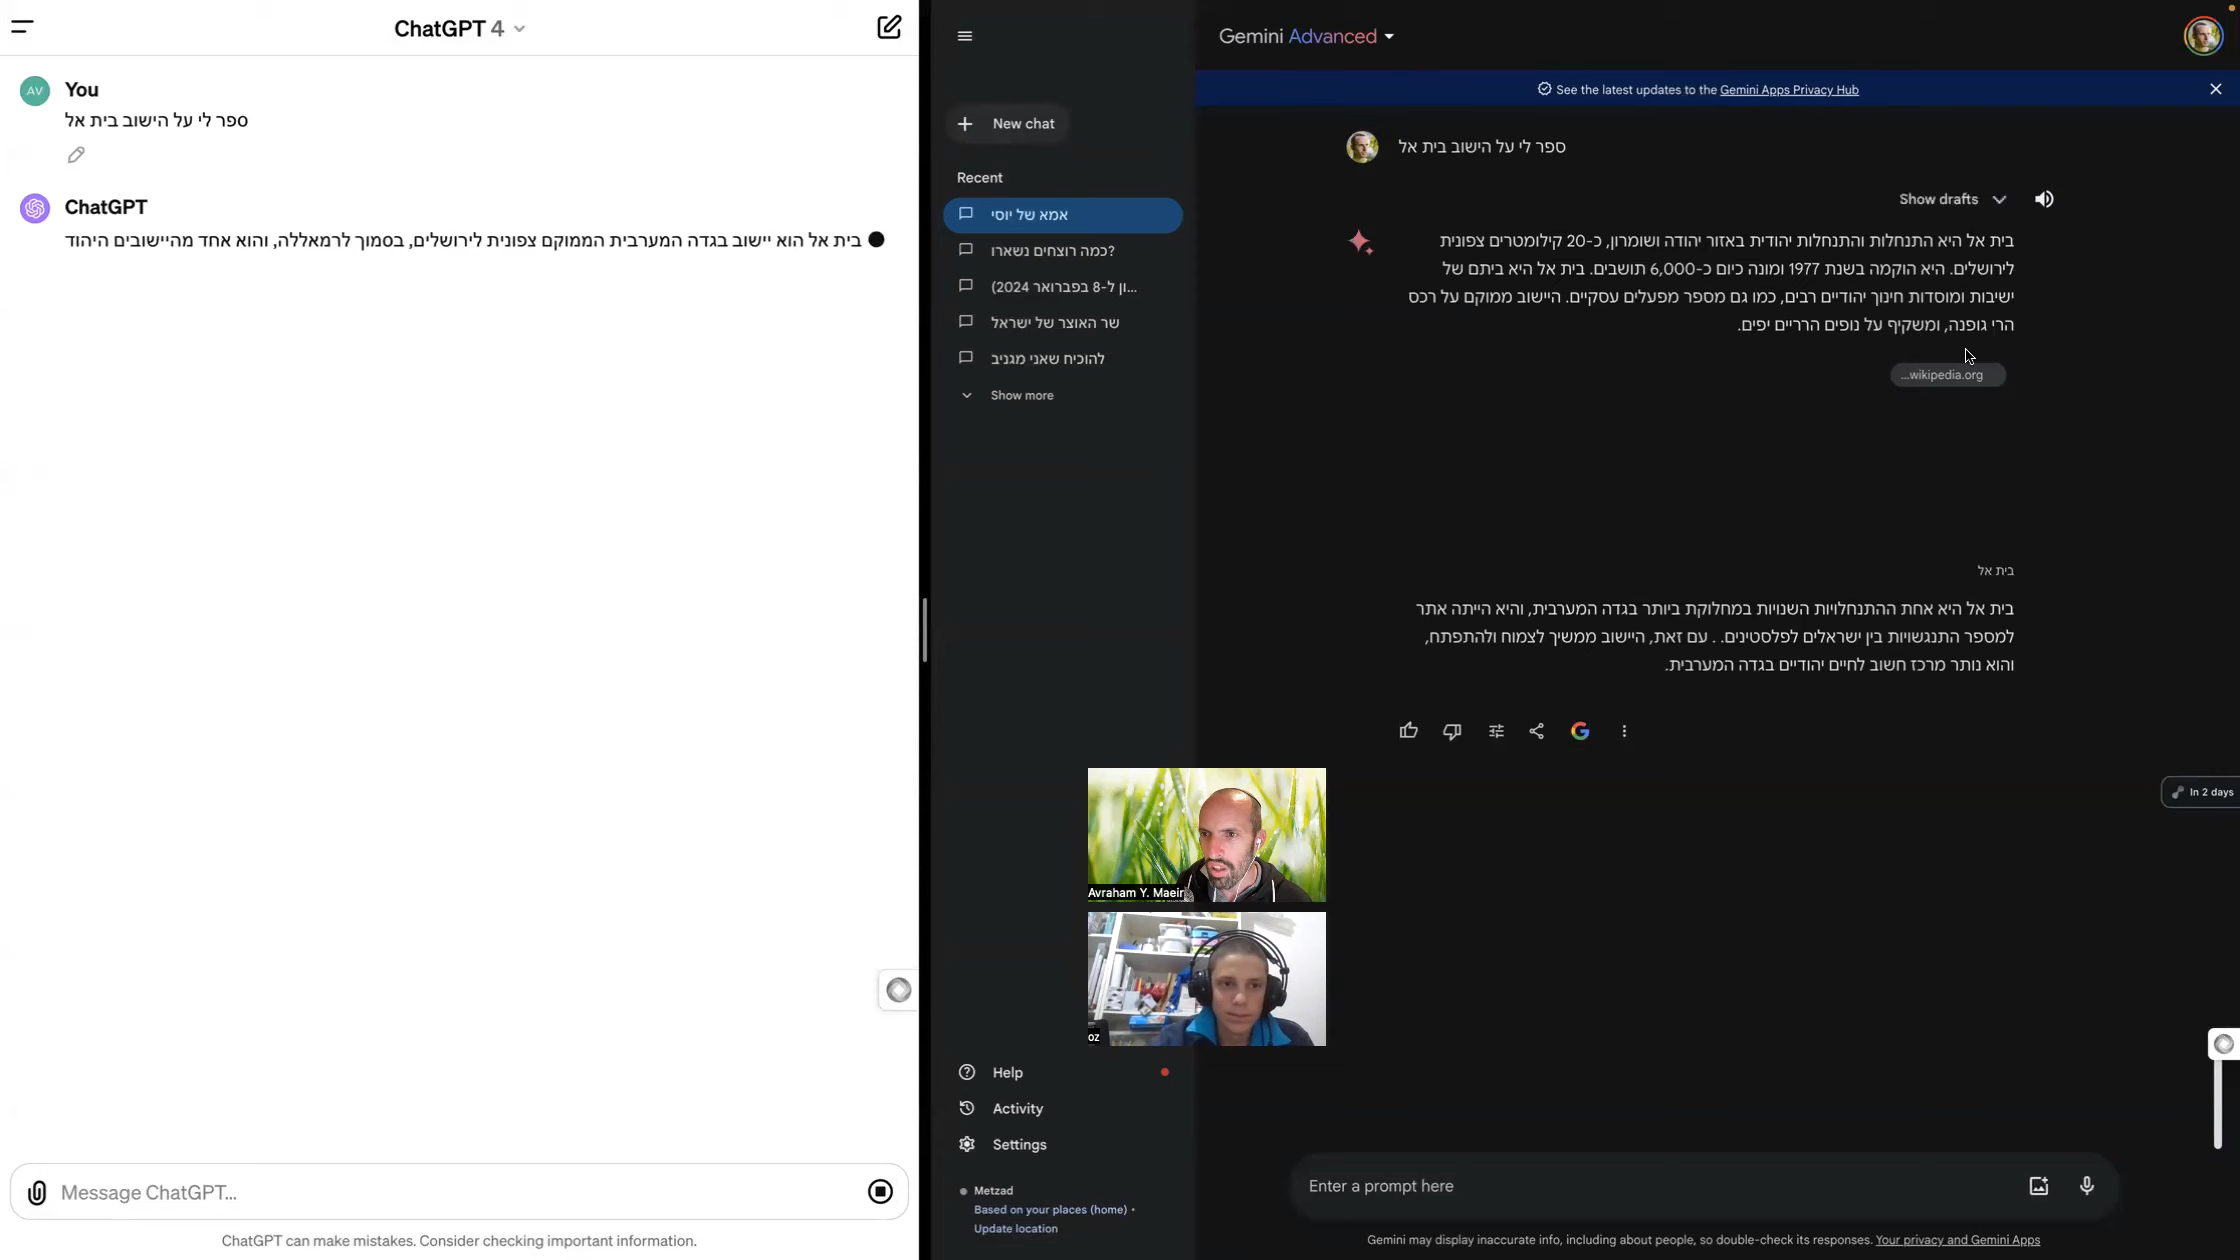 ChatGPT 4
AV
You
ספר לי על הישוב בית אל
ChatGPT
בית אל הוא יישוב בגדה המערבית הממוקם צפונית לירושלים, בסמוך לרמאללה, והוא אחד מהיישובים היהוד
Message ChatGPT…
ChatGPT can make mistakes. Consider checking important information.
New chat
Recent
אמא של יוסי
כמה רוצחים נשארו?
(2024 ון ל-8 בפברואר...
שר האוצר של ישראל
להוכיח שאני מגניב
Show more
Help
Activity
Settings
Metzad
Based on your places (home) •
Update location
Gemini Advanced
See the latest updates to the Gemini Apps Privacy Hub
ספר לי על הישוב בית אל
Show drafts
בית אל היא התנחלות והתנחלות יהודית באזור יהודה ושומרון, כ-20 קילומטרים צפונית
לירושלים. היא הוקמה בשנת 1977 ומונה כיום כ-6,000 תושבים. בית אל היא ביתם של
ישיבות ומוסדות חינוך יהודיים רבים, כמו גם מספר מפעלים עסקיים. היישוב ממוקם על רכס
הרי גופנה, ומשקיף על נופים הרריים יפים.
...wikipedia.org
בית אל
בית אל היא אחת ההתנחלויות השנויות במחלוקת ביותר בגדה המערבית, והיא הייתה אתר
למספר התנגשויות בין ישראלים לפלסטינים. . עם זאת, היישוב ממשיך לצמוח ולהתפתח,
והוא נותר מרכז חשוב לחיים יהודיים בגדה המערבית.
In 2 days
Avraham Y. Maeir
oz
Enter a prompt here
Gemini may display inaccurate info, including about people, so double-check its responses. Your privacy and Gemini Apps